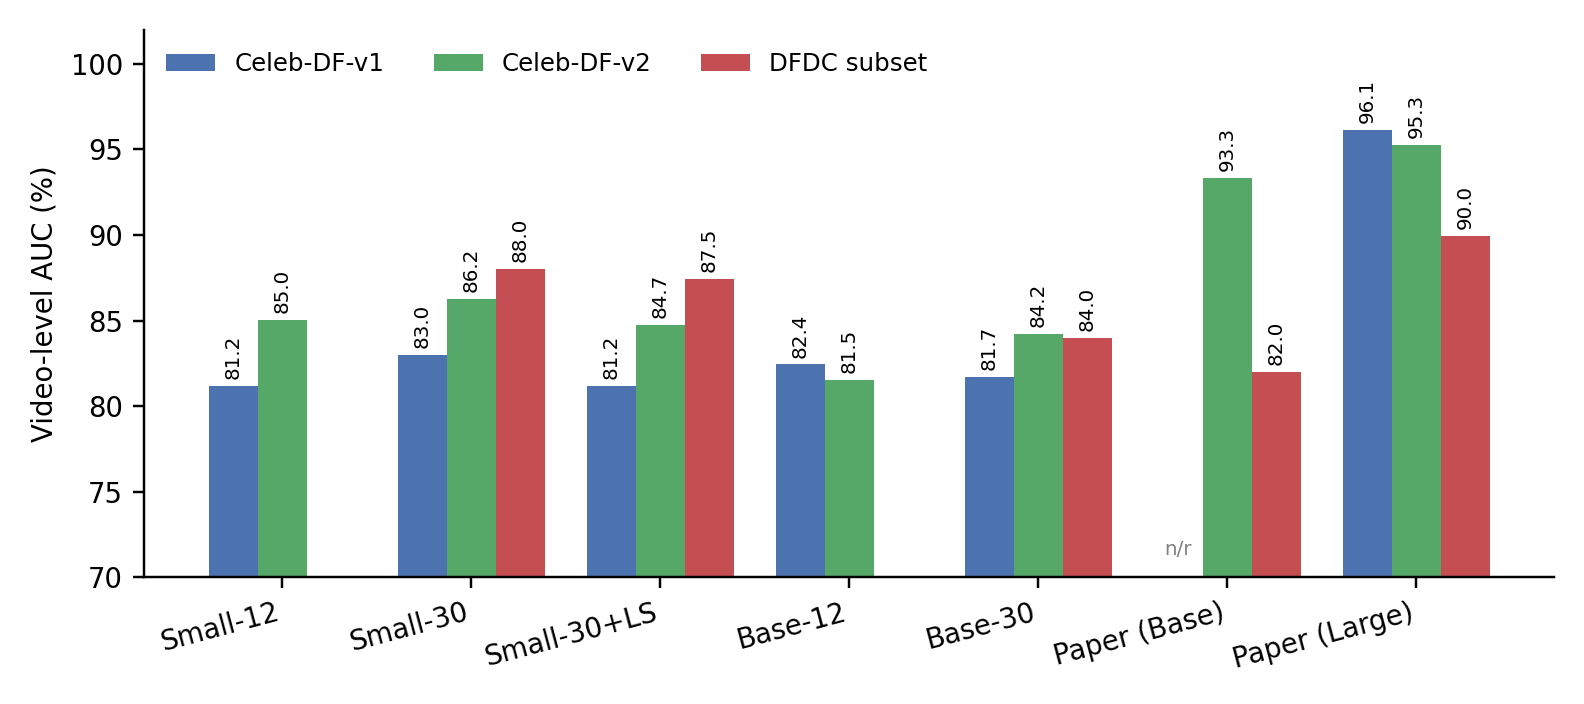 Celeb-DF-v1 Celeb-DF-v2 DFDC subset
Video-level AUC (%)
100
95
90
85
80
75
70
81.2 85.0
83.0 86.2 88.0
81.2 84.7 87.5
82.4 81.5
81.7 84.2 84.0
n/r 93.3 82.0
96.1 95.3 90.0
Small-12
Small-30
Small-30+LS
Base-12
Base-30
Paper (Base)
Paper (Large)